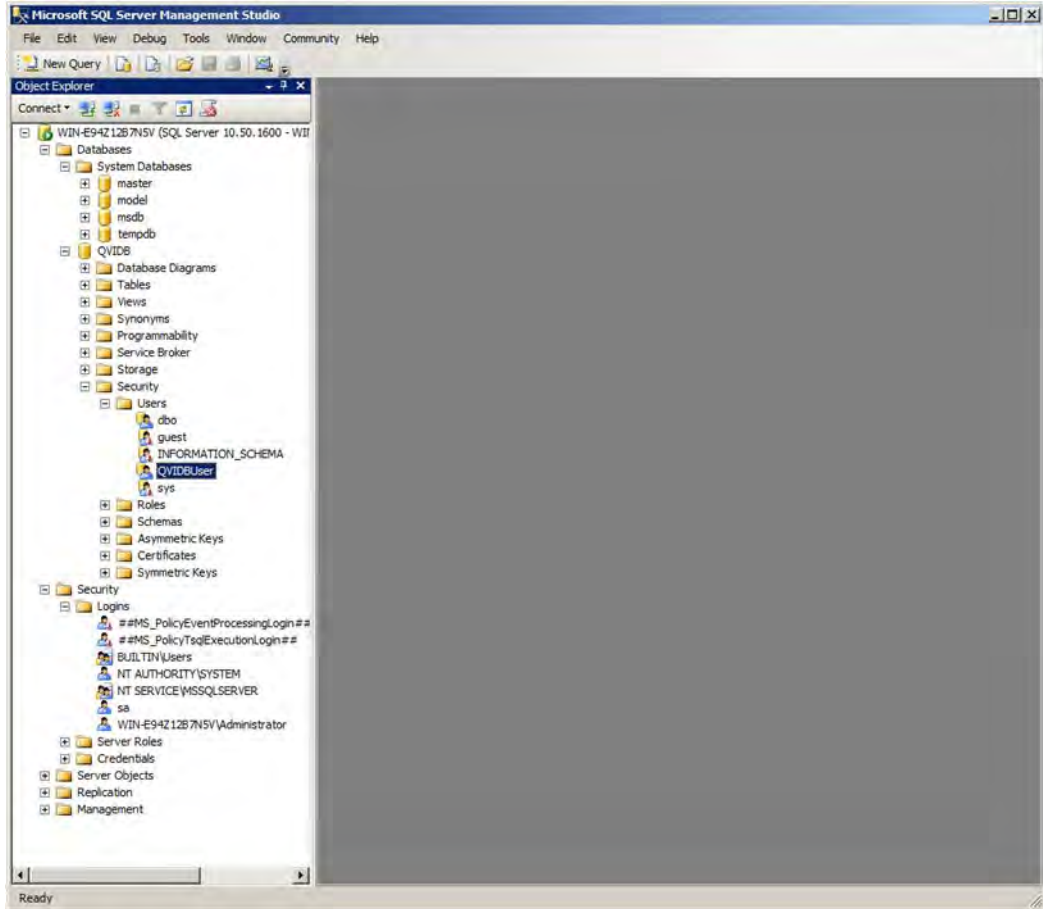 Microsoft SQL Server Management Studio
File Edit View Debug Tools Window Community Help
New Query
Object Explorer
Connect
WIN-E94Z12B7N5V (SQL Server 10.50.1600 - WI
Databases
System Databases
master
model
msdb
tempdb
QVIDB
Database Diagrams
Tables
Views
Synonyms
Programmability
Service Broker
Storage
Security
Users
dbo
guest
INFORMATION_SCHEMA
QVIDBUser
sys
Roles
Schemas
Asymmetric Keys
Certificates
Symmetric Keys
Security
Logins
##MS_PolicyEventProcessingLogin##
##MS_PolicyTsqlExecutionLogin##
BUILTIN\Users
NT AUTHORITY\SYSTEM
NT SERVICE\MSSQLSERVER
sa
WIN-E94Z12B7N5V\Administrator
Server Roles
Credentials
Server Objects
Replication
Management
Ready